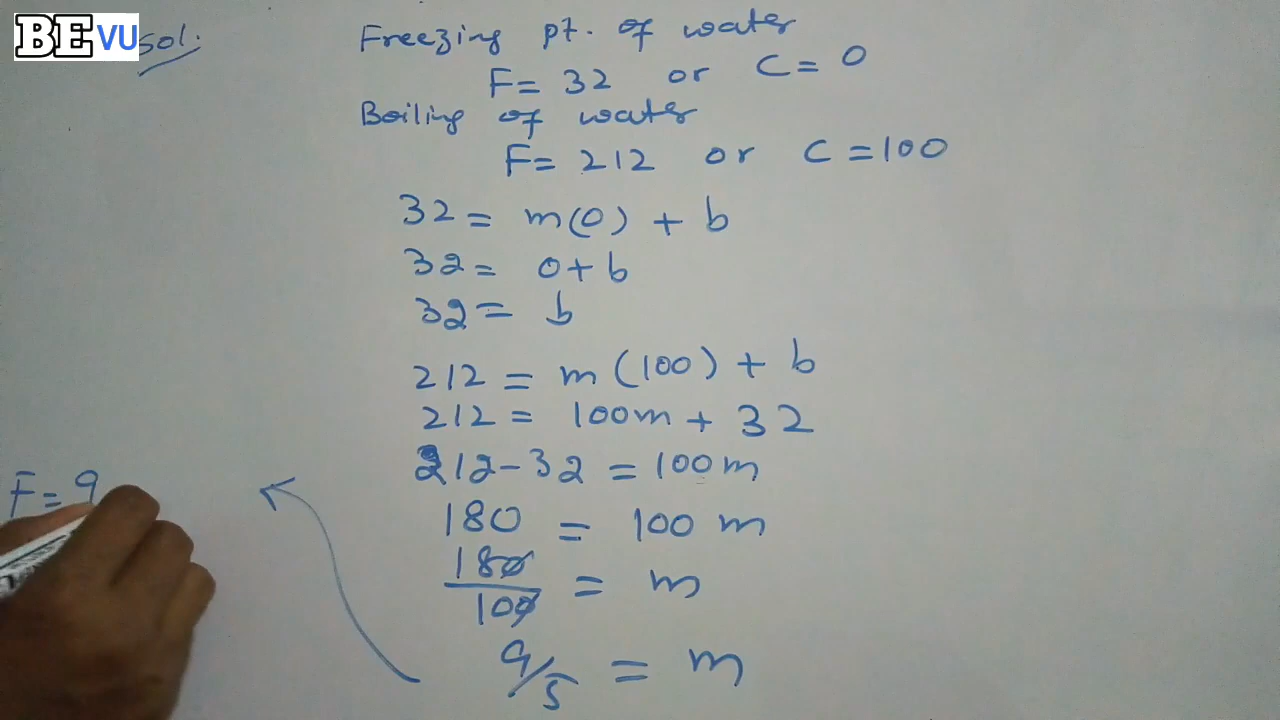 BEVU
sol.
Freezing pt. of water
F = 32 or C = 0
Boiling of water
F = 212 or C = 100
32 = m(0) + b
32 = 0 + b
32 = b
212 = m(100) + b
212 = 100m + 32
212 - 32 = 100m
180 = 100 m
180/100 = m
9/5 = m
F = 9